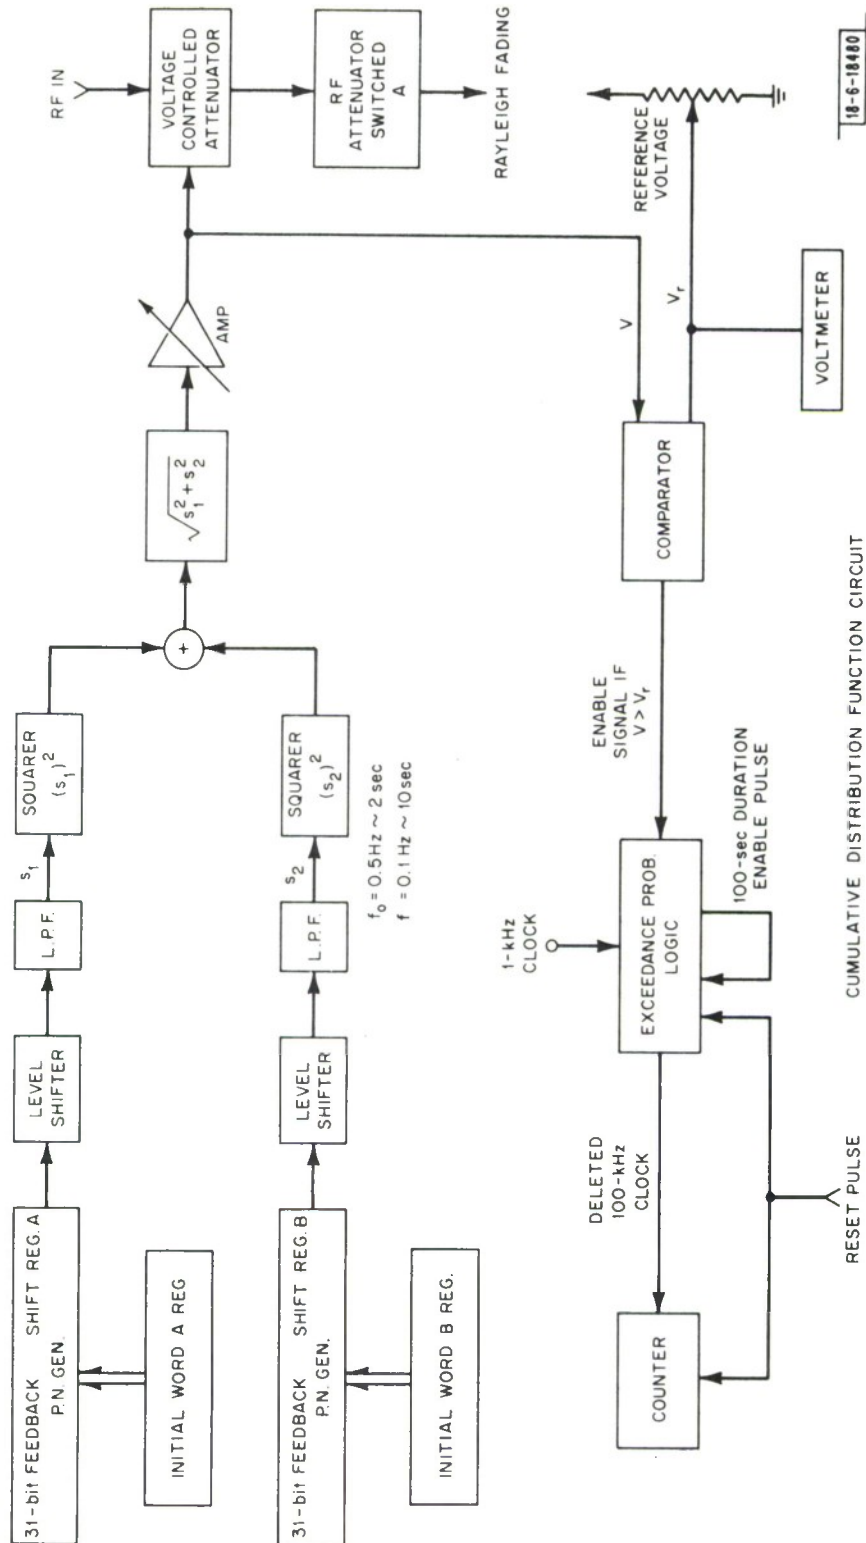 31-bit FEEDBACK SHIFT REG. A
P.N. GEN.
INITIAL WORD A REG
LEVEL
SHIFTER
L.P.F.
s1
SQUARER
(s1)2
31-bit FEEDBACK SHIFT REG. B
P.N. GEN.
INITIAL WORD B REG.
LEVEL
SHIFTER
L.P.F.
s2
SQUARER
(s2)2
fo = 0.5 Hz ~ 2 sec
f = 0.1 Hz ~ 10 sec
+
√s12 + s22
AMP
RF IN
VOLTAGE
CONTROLLED
ATTENUATOR
RF
ATTENUATOR
SWITCHED
A
RAYLEIGH FADING
REFERENCE
VOLTAGE
V
Vr
VOLTMETER
COMPARATOR
ENABLE
SIGNAL IF
V > Vr
1-kHz
CLOCK
EXCEEDANCE PROB.
LOGIC
100-sec DURATION
ENABLE PULSE
DELETED
100-kHz
CLOCK
COUNTER
RESET PULSE
CUMULATIVE DISTRIBUTION FUNCTION CIRCUIT
18-6-18480